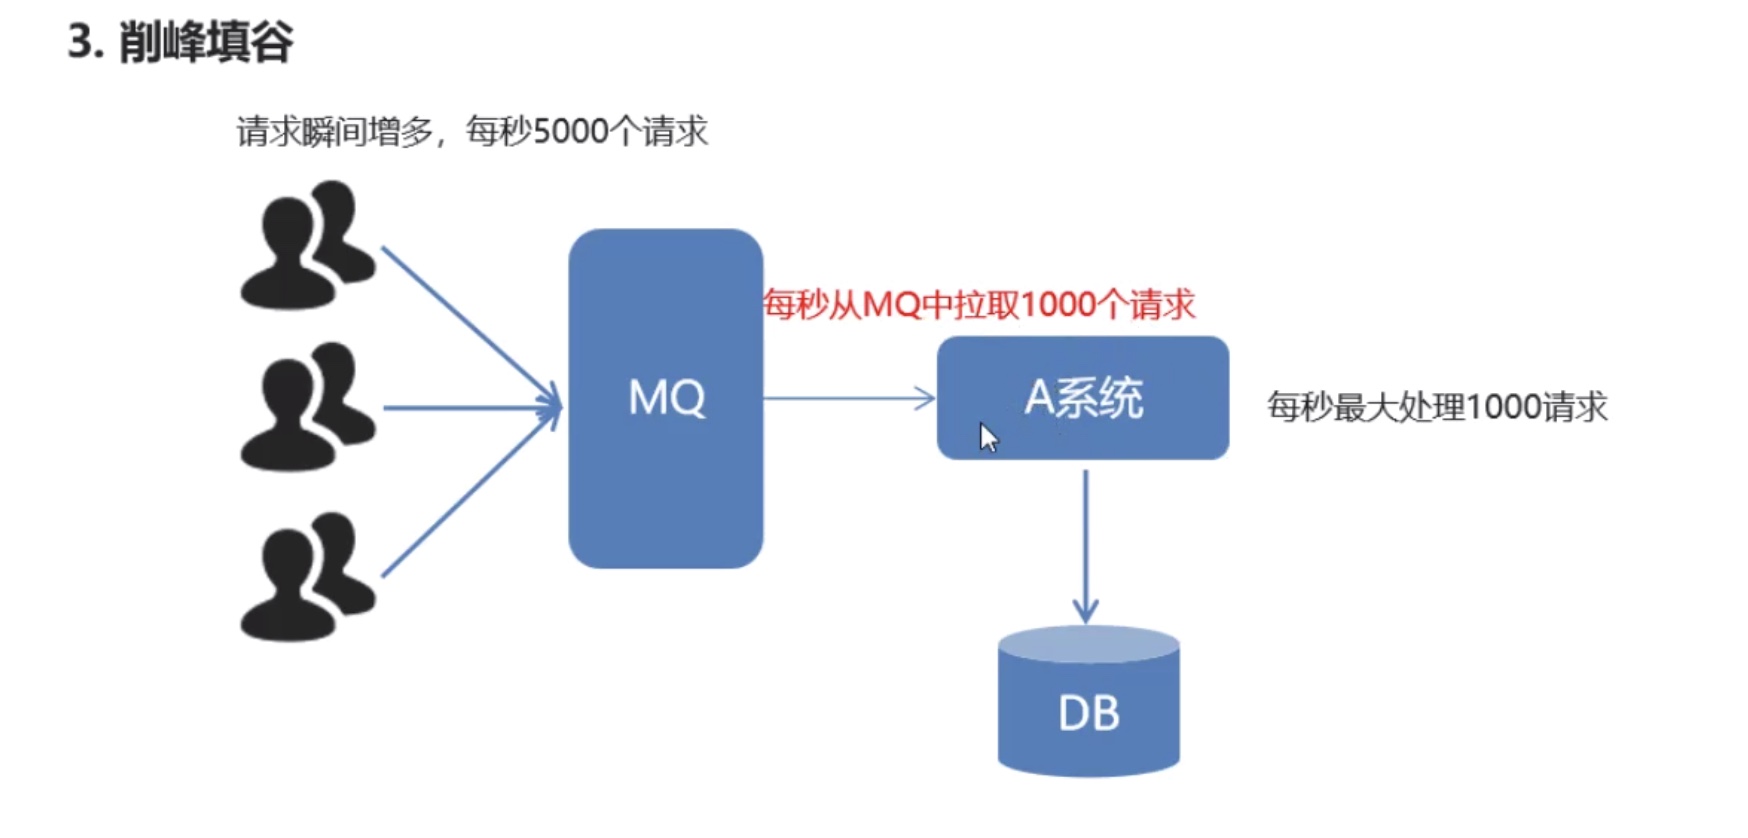 3. 削峰填谷
请求瞬间增多，每秒5000个请求
每秒从MQ中拉取1000个请求
MQ
A系统
每秒最大处理1000请求
DB